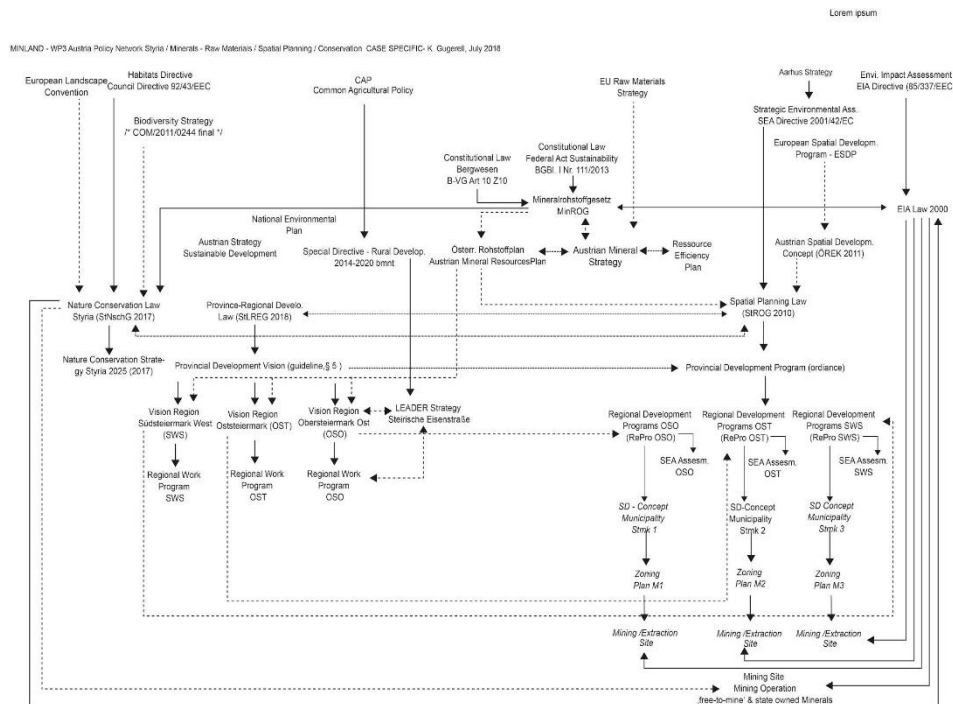 Lorem ipsum
MINLAND - WP3 Austria Policy Network Styria / Minerals - Raw Materials / Spatial Planning / Conservation CASE SPECIFIC- K. Gugerell, July 2018
European Landscape
Convention
Habitats Directive
Council Directive 92/43/EEC
Biodiversity Strategy
/* COM/2011/0244 final */
CAP
Common Agricultural Policy
EU Raw Materials
Strategy
Aarhus Strategy
Strategic Environmental Ass.
SEA Directive 2001/42/EC
Envi. Impact Assessment
EIA Directive (85/337/EEC
European Spatial Developm.
Program - ESDP
Constitutional Law
Bergwesen
B-VG Art 10 Z10
Constitutional Law
Federal Act Sustainability
BGBl. I Nr. 111/2013
Mineralrohstoffgesetz
MinROG
EIA Law 2000
National Environmental
Plan
Austrian Strategy
Sustainable Development
Special Directive - Rural Develop.
2014-2020 bmnt
Österr. Rohstoffplan
Austrian Mineral ResourcesPlan
Austrian Mineral
Strategy
Ressource
Efficiency
Plan
Austrian Spatial Developm.
Concept (ÖREK 2011)
Nature Conservation Law
Styria (StNschG 2017)
Province-Regional Develo.
Law (StLREG 2018)
Spatial Planning Law
(StROG 2010)
Nature Conservation Strate-
gy Styria 2025 (2017)
Provincial Development Vision (guideline,§ 5 )
Provincial Development Program (ordiance)
Vision Region
Südsteiermark West
(SWS)
Vision Region
Oststeiermark (OST)
Vision Region
Obersteiermark Ost
(OSO)
LEADER Strategy
Steirische Eisenstraße
Regional Development
Programs OSO
(RePro OSO)
Regional Development
Programs OST
(RePro OST)
Regional Development
Programs SWS
(RePro SWS)
SEA Assesm.
OSO
SEA Assesm.
OST
SEA Assesm.
SWS
Regional Work
Program
SWS
Regional Work
Program
OST
Regional Work
Program
OSO
SD - Concept
Municipality
Stmk 1
SD-Concept
Municipality
Stmk 2
SD Concept
Municipality
Stmk 3
Zoning
Plan M1
Zoning
Plan M2
Zoning
Plan M3
Mining /Extraction
Site
Mining /Extraction
Site
Mining /Extraction
Site
Mining Site
Mining Operation
‚free-to-mine' & state owned Minerals